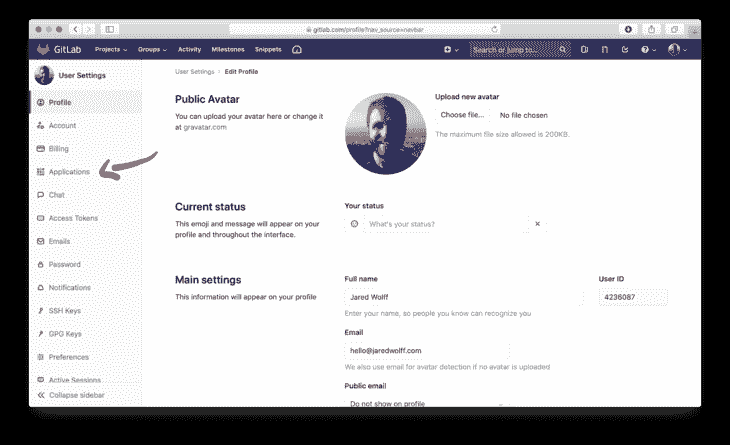 gitlab.com/profile?nav_source=navbar
GitLab
Projects
Groups
Activity
Milestones
Snippets
Search or jump to...
User Settings
Profile
Account
Billing
Applications
Chat
Access Tokens
Emails
Password
Notifications
SSH Keys
GPG Keys
Preferences
Active Sessions
Collapse sidebar
User Settings › Edit Profile
Public Avatar
You can upload your avatar here or change it
at gravatar.com
Upload new avatar
Choose file... No file chosen
The maximum file size allowed is 200KB.
Current status
This emoji and message will appear on your
profile and throughout the interface.
Your status
What's your status?
Main settings
This information will appear on your profile
Full name
Jared Wolff
Enter your name, so people you know can recognize you
User ID
4236087
Email
hello@jaredwolff.com
We also use email for avatar detection if no avatar is uploaded
Public email
Do not show on profile